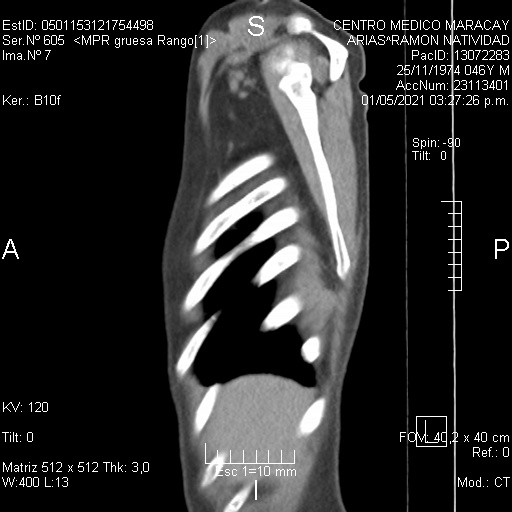 EstID: 0501153121754498
Ser.Nº 605 <MPR gruesa Rango[1]>
Ima.Nº 7
Ker.: B10f
S
CENTRO MEDICO MARACAY
ARIAS^RAMON NATIVIDAD
PacID: 13072283
25/11/1974 046Y M
AccNum: 23113401
01/05/2021 03:27:26 p.m.
Spin: -90
Tilt: 0
A
P
KV: 120
Tilt: 0
Matriz 512 x 512 Thk: 3,0
W:400 L:13
Esc 1=10 mm
I
FOM: 40,2 x 40 cm
Ref.: 0
Mod.: CT